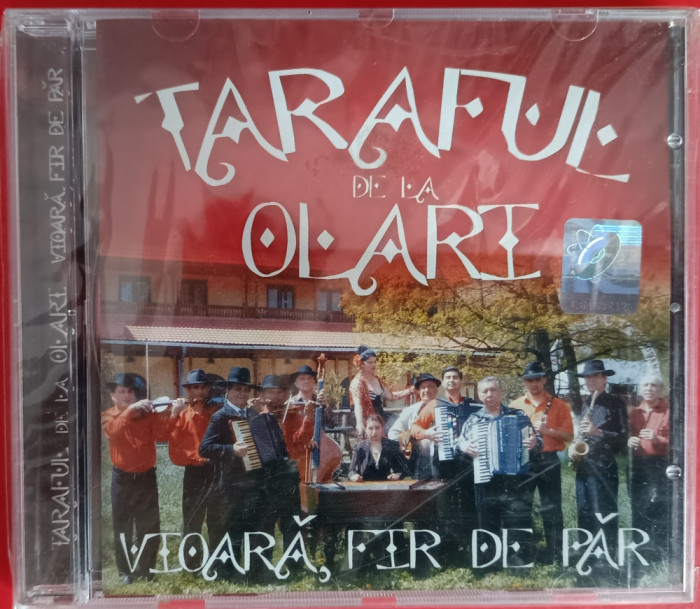 TARAFUL
DE LA
OLARI
VIOARĂ, FIR DE PĂR
TARAFUL DE LA OLARI VIOARĂ, FIR DE PĂR